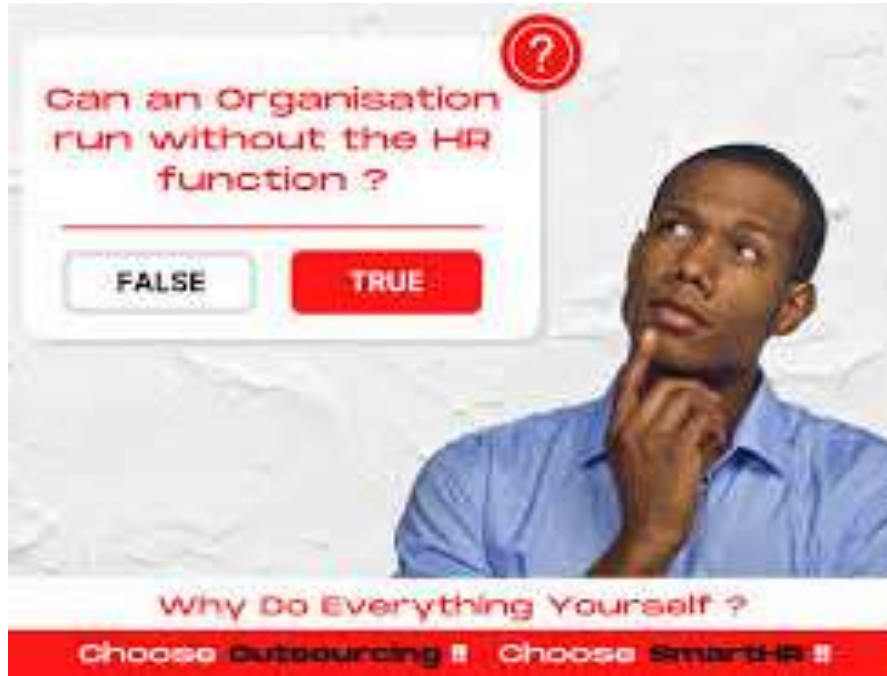 ?
Can an Organisation
run without the HR
function ?
FALSE
TRUE
Why Do Everything Yourself ?
Choose Outsourcing !! Choose SmartHR !!